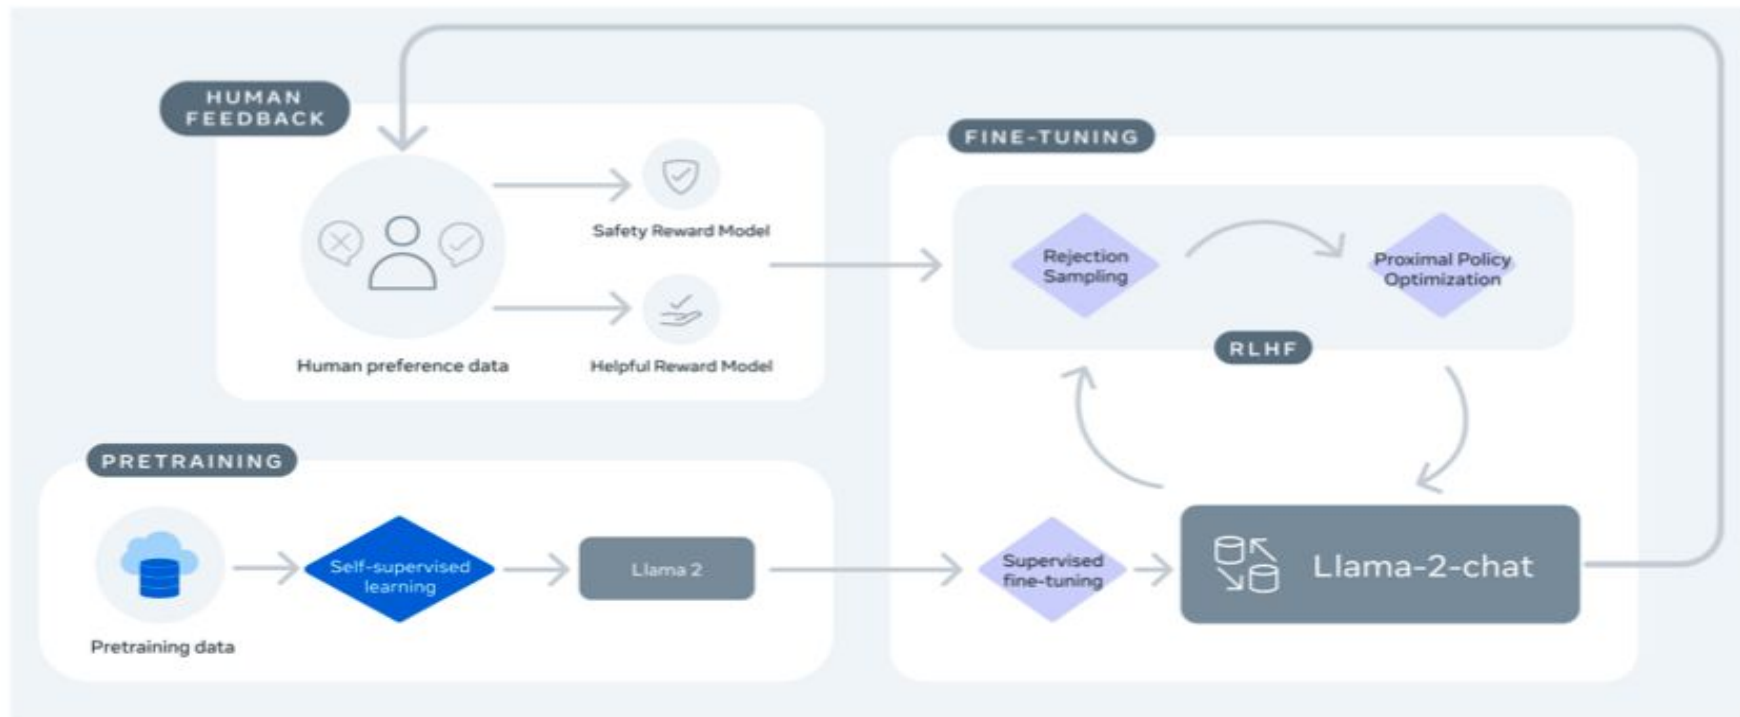 HUMAN
FEEDBACK
Safety Reward Model
Human preference data
Helpful Reward Model
FINE-TUNING
Rejection
Sampling
Proximal Policy
Optimization
RLHF
PRETRAINING
Self-supervised
learning
Llama 2
Pretraining data
Supervised
fine-tuning
Llama-2-chat